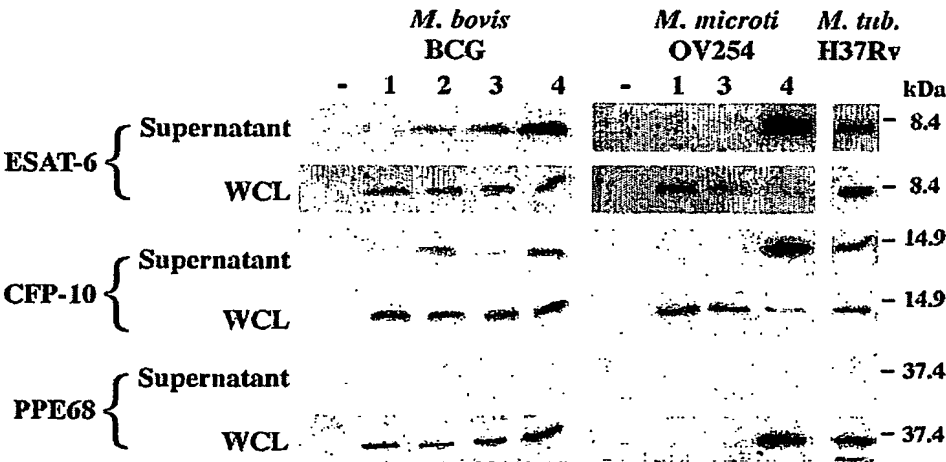 M. bovis M. microti M. tub.
BCG OV254 H37Rv
- 1 2 3 4 - 1 3 4 kDa
Supernatant - 8.4
ESAT-6
WCL - 8.4
Supernatant - 14.9
CFP-10
WCL - 14.9
Supernatant - 37.4
PPE68
WCL - 37.4